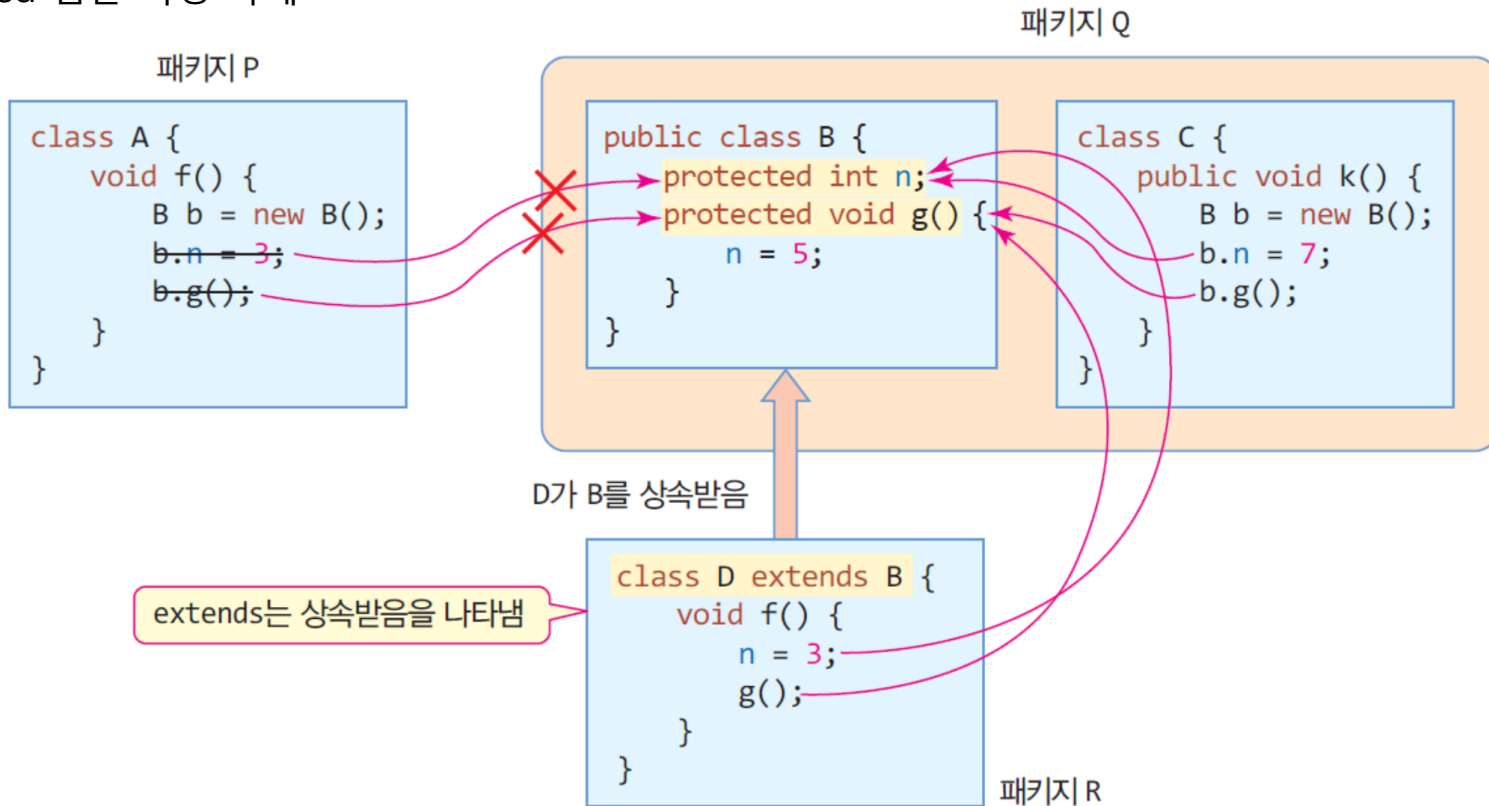 패키지 P
class A {
void f() {
B b = new B();
b.n = 3;
b.g();
}
}
패키지 Q
public class B {
protected int n;
protected void g() {
n = 5;
}
}
class C {
public void k() {
B b = new B();
b.n = 7;
b.g();
}
}
D가 B를 상속받음
extends는 상속받음을 나타냄
class D extends B {
void f() {
n = 3;
g();
}
}
패키지 R